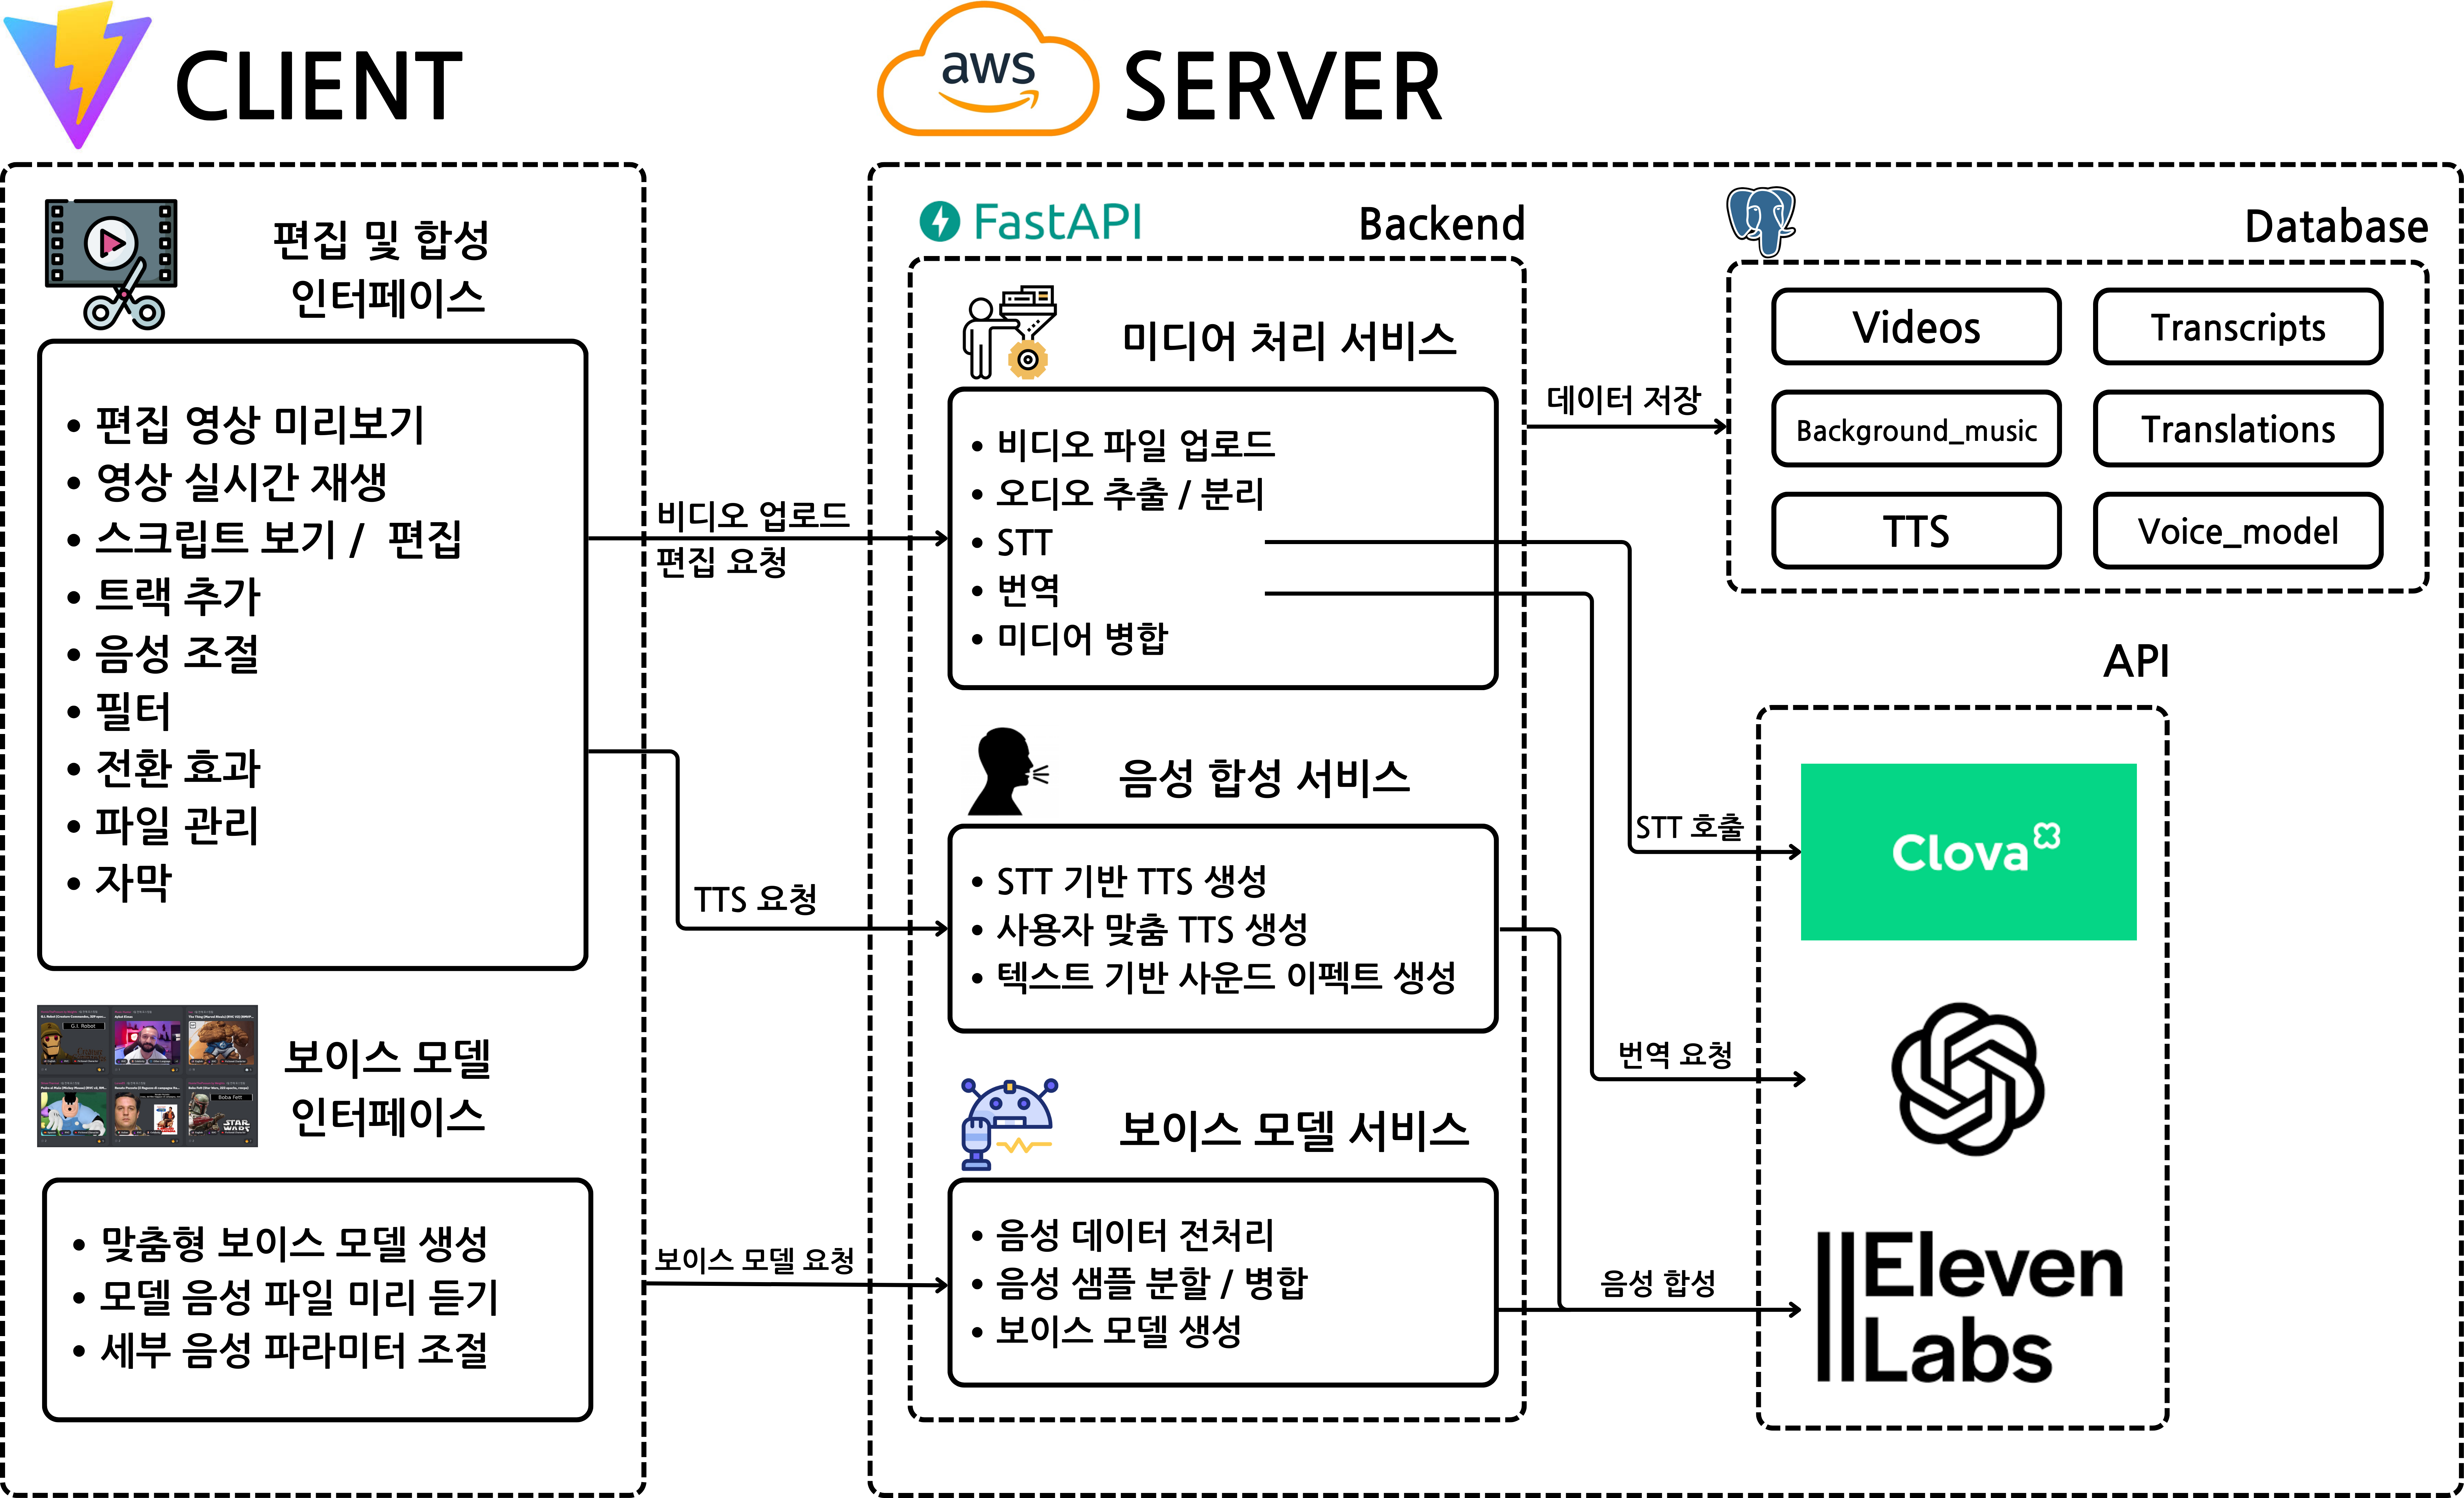 CLIENT
편집 및 합성
인터페이스
편집 영상 미리보기
영상 실시간 재생
스크립트 보기 / 편집
트랙 추가
음성 조절
필터
전환 효과
파일 관리
자막
G.I. Robot
Boba Fett
STAR
WARS
보이스 모델
인터페이스
맞춤형 보이스 모델 생성
모델 음성 파일 미리 듣기
세부 음성 파라미터 조절
비디오 업로드
편집 요청
TTS 요청
보이스 모델 요청
aws
SERVER
FastAPI
Backend
미디어 처리 서비스
비디오 파일 업로드
오디오 추출 / 분리
STT
번역
미디어 병합
음성 합성 서비스
STT 기반 TTS 생성
사용자 맞춤 TTS 생성
텍스트 기반 사운드 이펙트 생성
보이스 모델 서비스
음성 데이터 전처리
음성 샘플 분할 / 병합
보이스 모델 생성
데이터 저장
Database
Videos
Transcripts
Background_music
Translations
TTS
Voice_model
API
STT 호출
Clova
번역 요청
음성 합성
Eleven
Labs